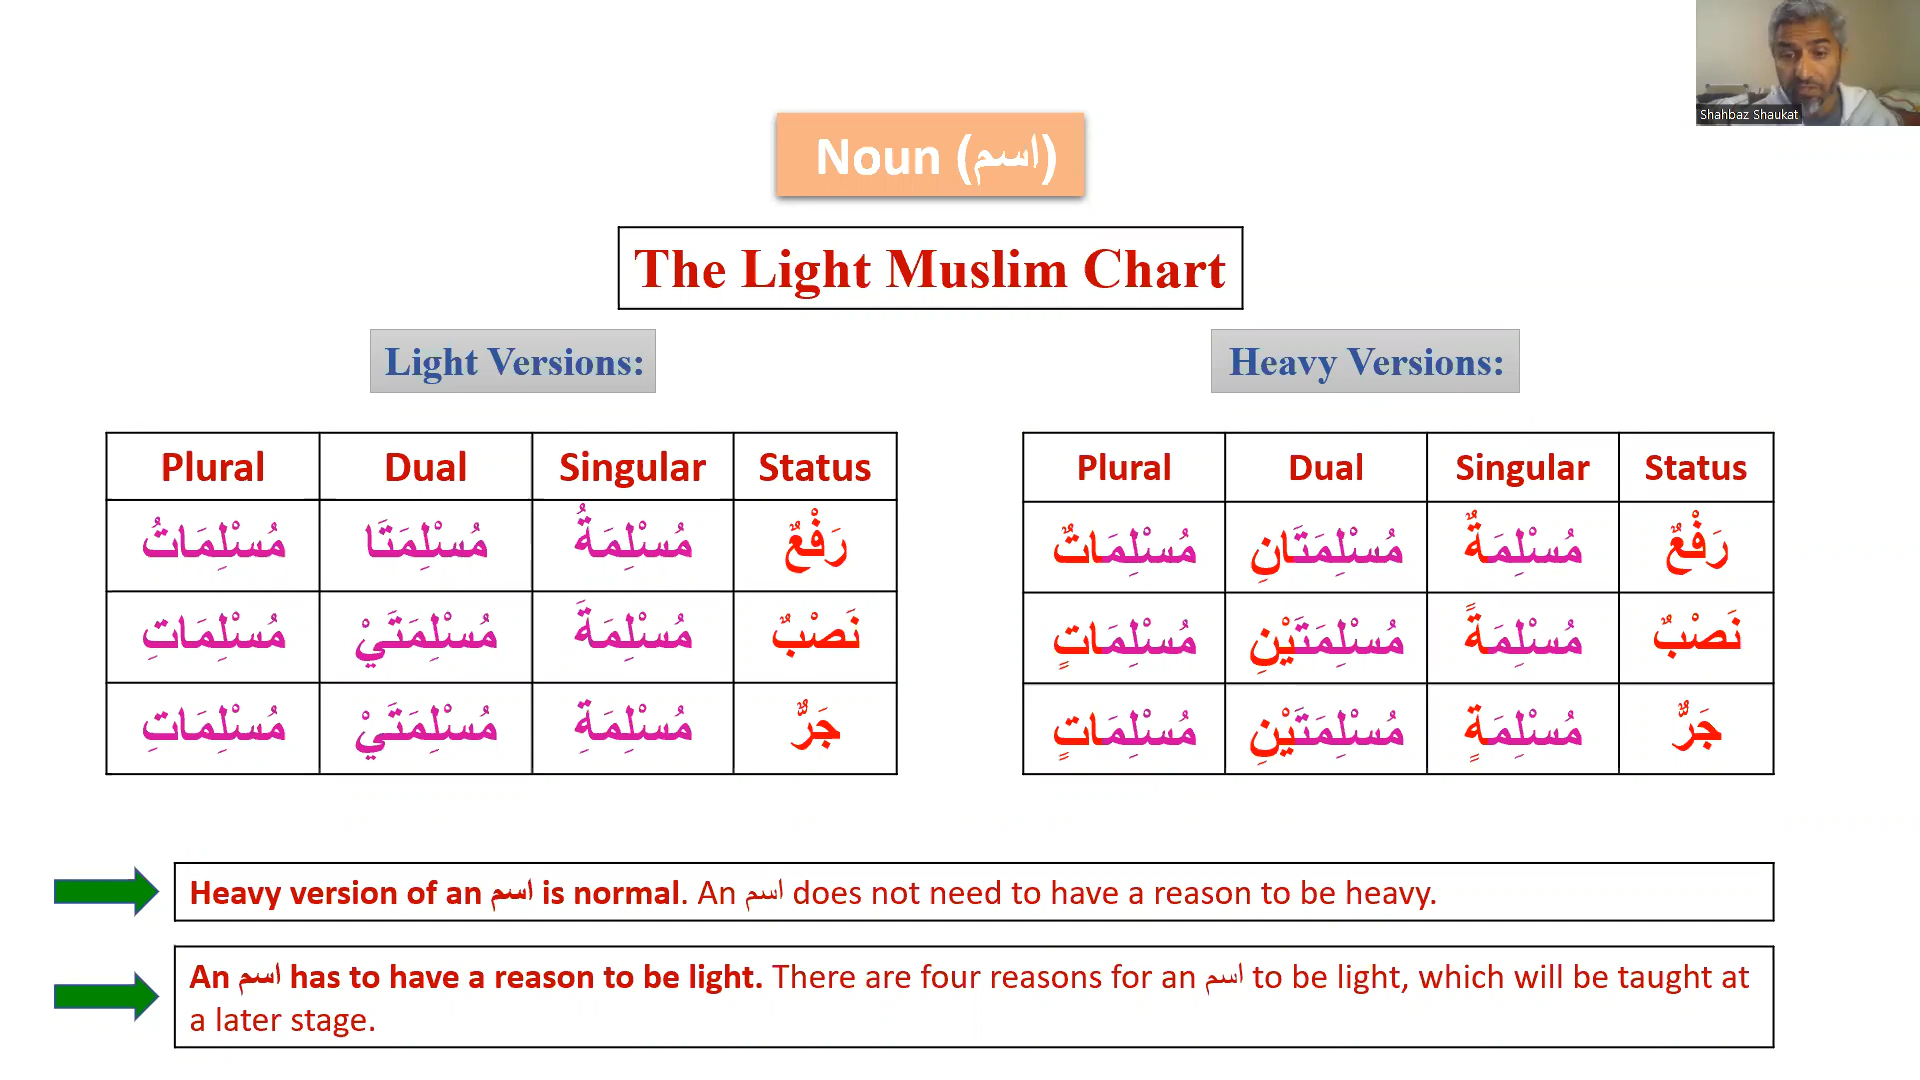 Shahbaz Shaukat
Noun (اسم)
The Light Muslim Chart
Light Versions:
Plural Dual Singular Status
مُسْلِمَاتُ مُسْلِمَتَا مُسْلِمَةُ رَفْعٌ
مُسْلِمَاتِ مُسْلِمَتَيْ مُسْلِمَةَ نَصْبٌ
مُسْلِمَاتِ مُسْلِمَتَيْ مُسْلِمَةِ جَرٌّ
Heavy Versions:
Plural Dual Singular Status
مُسْلِمَاتٌ مُسْلِمَتَانِ مُسْلِمَةٌ رَفْعٌ
مُسْلِمَاتٍ مُسْلِمَتَيْنِ مُسْلِمَةً نَصْبٌ
مُسْلِمَاتٍ مُسْلِمَتَيْنِ مُسْلِمَةٍ جَرٌّ
Heavy version of an اسم is normal. An اسم does not need to have a reason to be heavy.
An اسم has to have a reason to be light. There are four reasons for an اسم to be light, which will be taught at
a later stage.